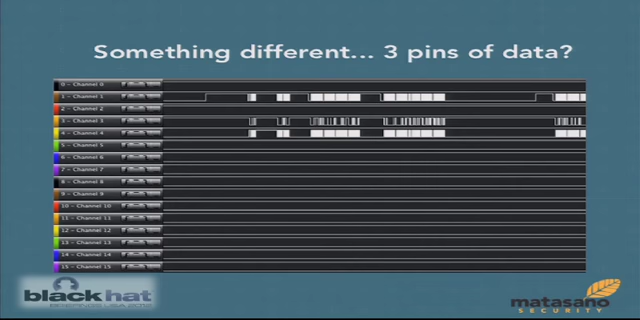 Something different... 3 pins of data?
0 - Channel 0
1 - Channel 1
2 - Channel 2
3 - Channel 3
4 - Channel 4
5 - Channel 5
6 - Channel 6
7 - Channel 7
8 - Channel 8
9 - Channel 9
10 - Channel 10
11 - Channel 11
12 - Channel 12
13 - Channel 13
14 - Channel 14
15 - Channel 15
blackhat
matasano
SECURITY